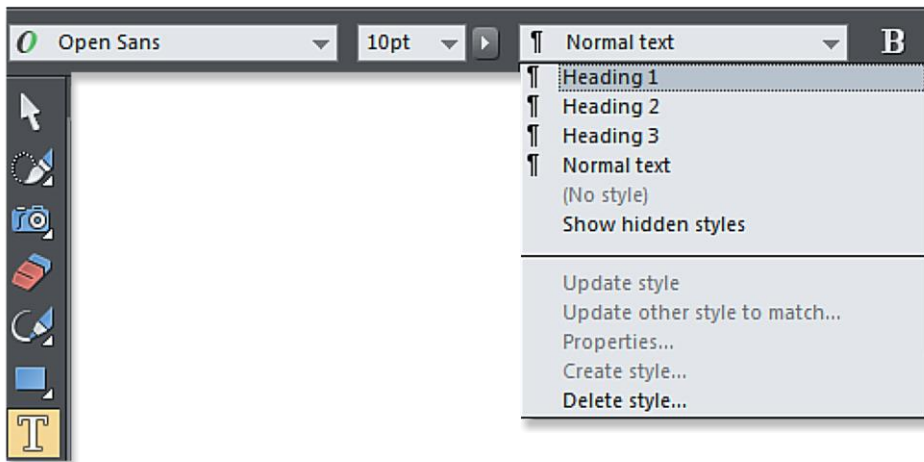 O Open Sans 10pt ¶ Normal text B
¶ Heading 1
¶ Heading 2
¶ Heading 3
¶ Normal text
(No style)
Show hidden styles
Update style
Update other style to match...
Properties...
Create style...
Delete style...
T